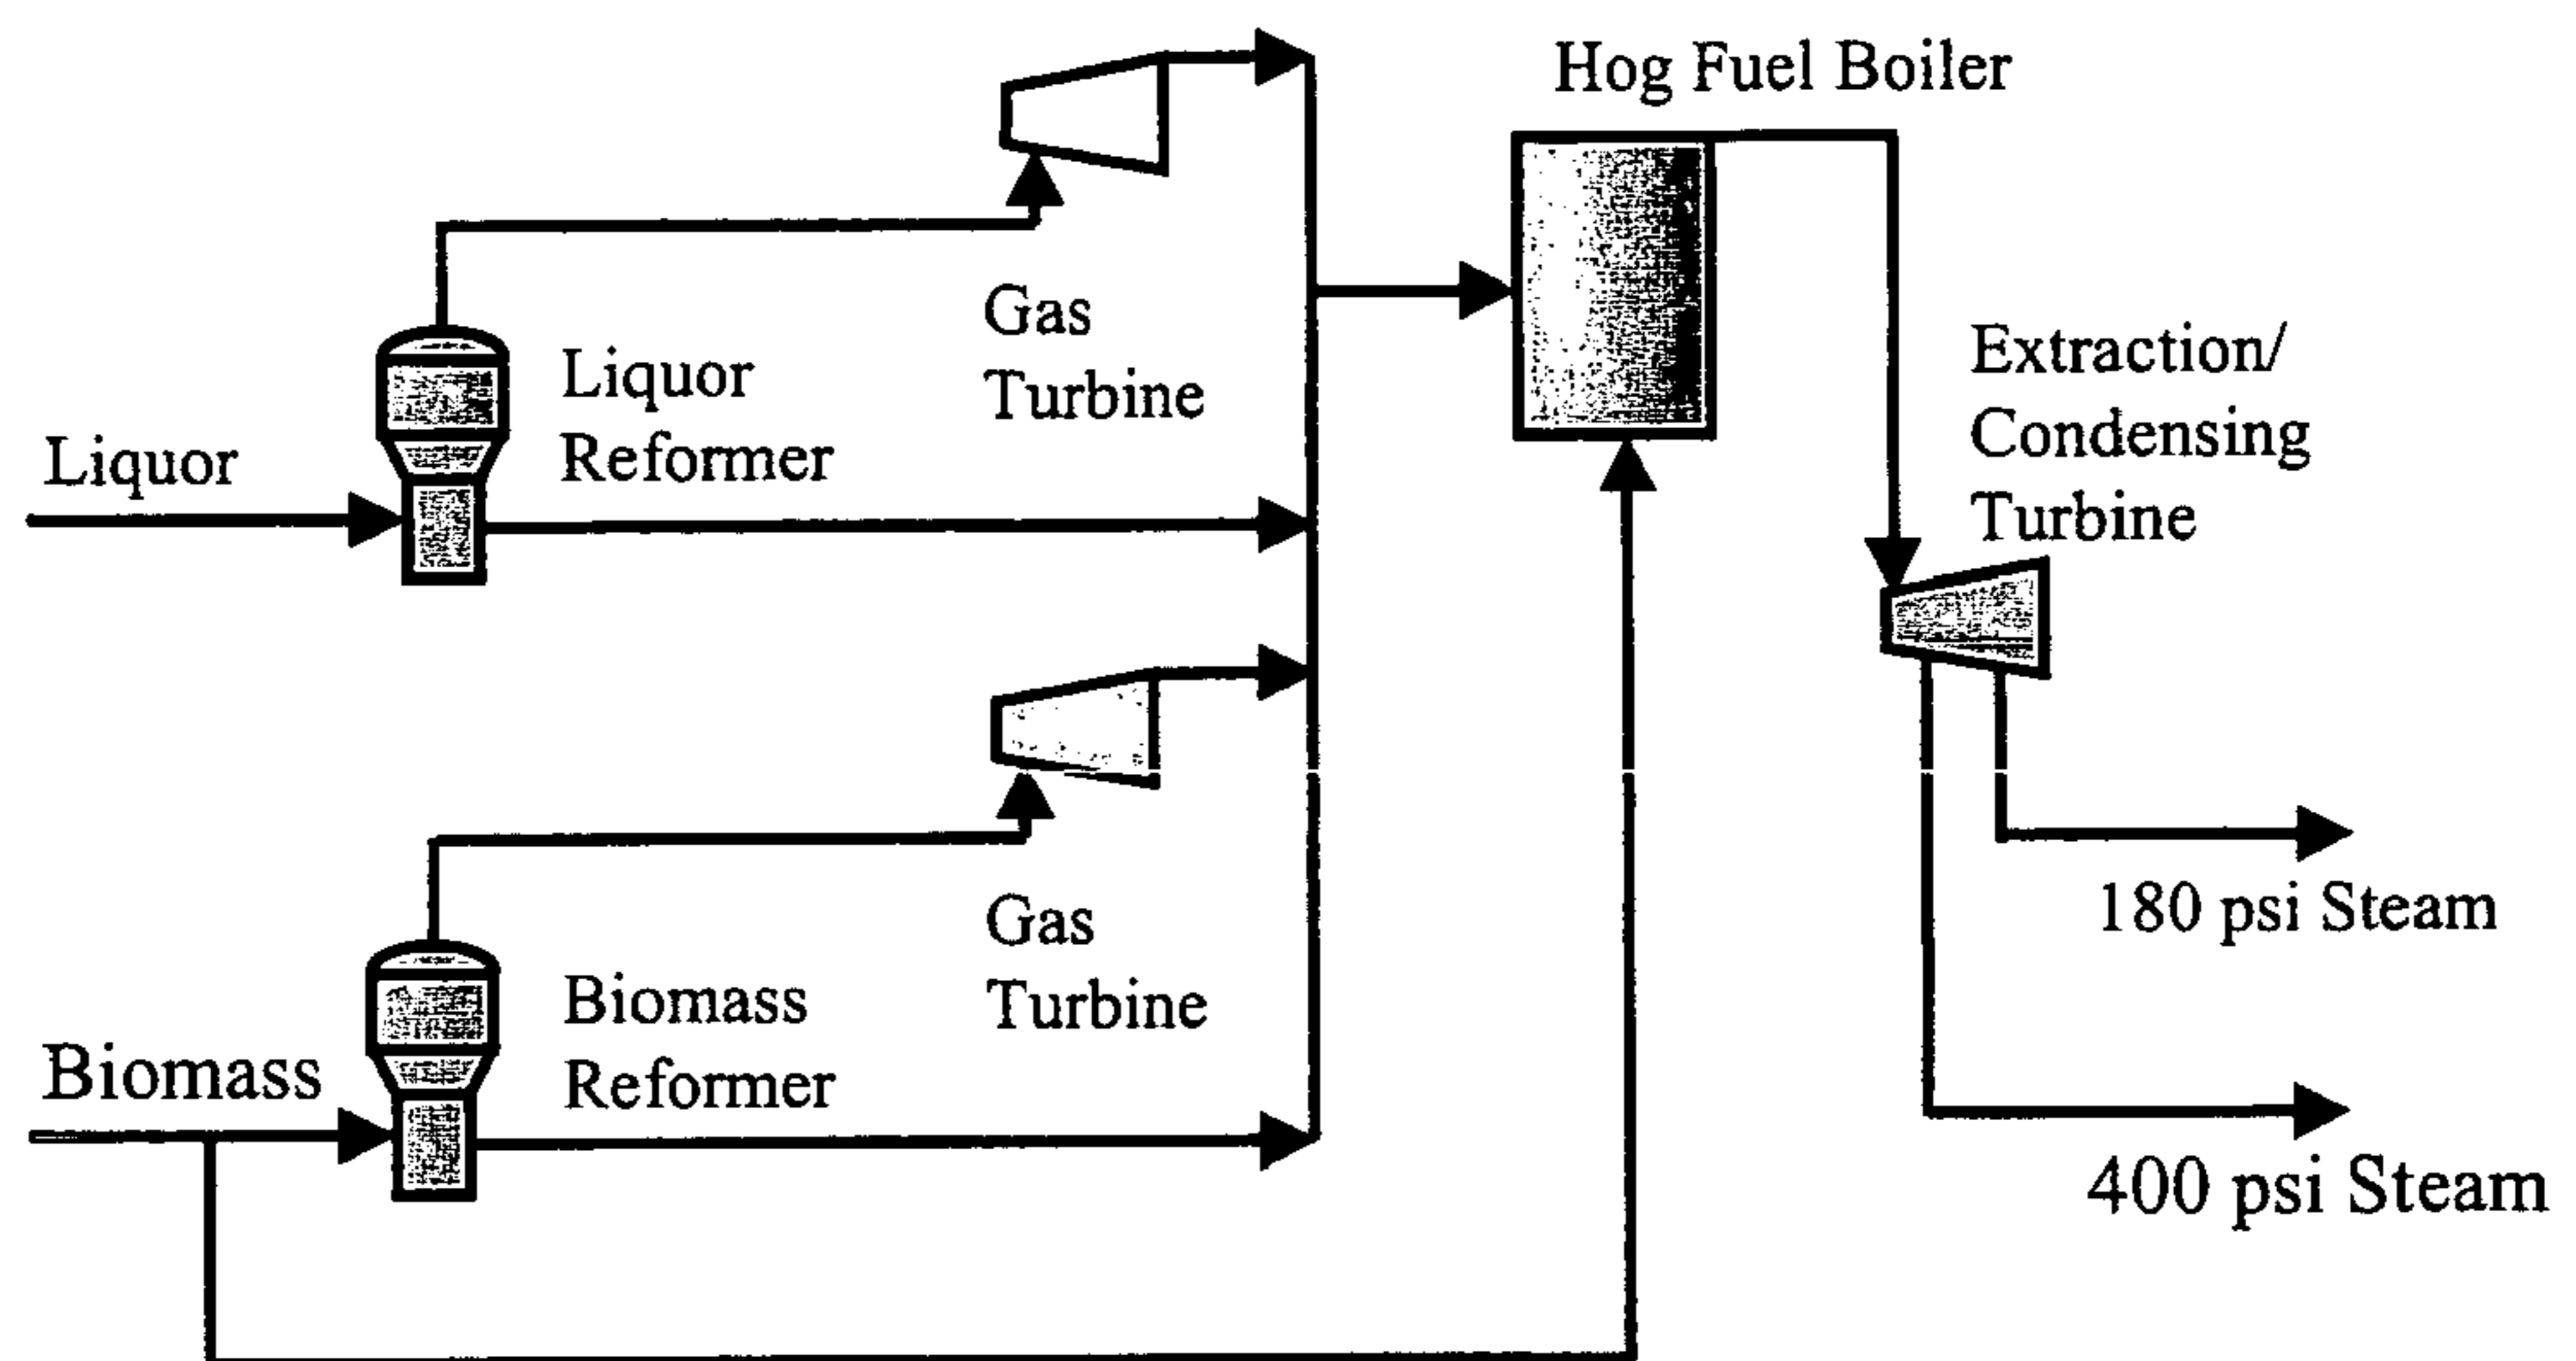 Hog Fuel Boiler
Gas
Turbine
Liquor
Reformer
Liquor
Extraction/
Condensing
Turbine
Gas
Turbine
180 psi Steam
Biomass
Reformer
Biomass
400 psi Steam